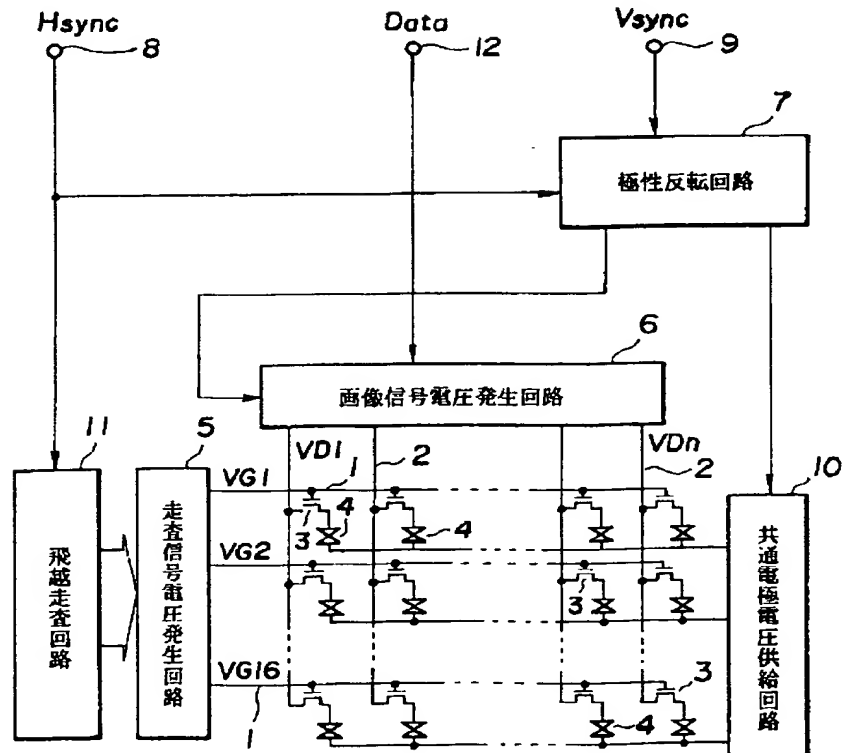 Hsync
8
Data
12
Vsync
9
7
極性反転回路
6
画像信号電圧発生回路
11
5
VD1
2
VDn
2
10
VG1
1
3
4
4
VG2
3
VG16
1
3
4
飛越走査回路
走査信号電圧発生回路
共通電極電圧供給回路